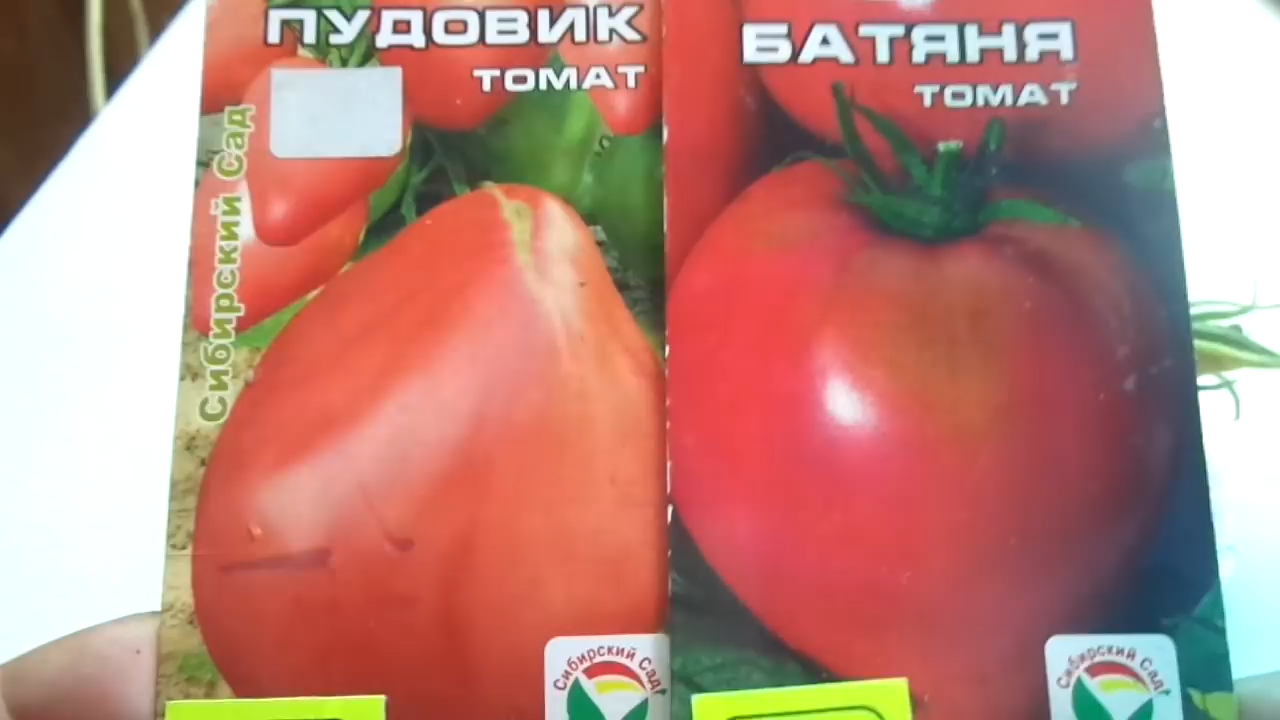 ПУДОВИК
ТОМАТ
Сибирский Сад
Сибирский Сад
БАТЯНЯ
ТОМАТ
Сибирский Сад